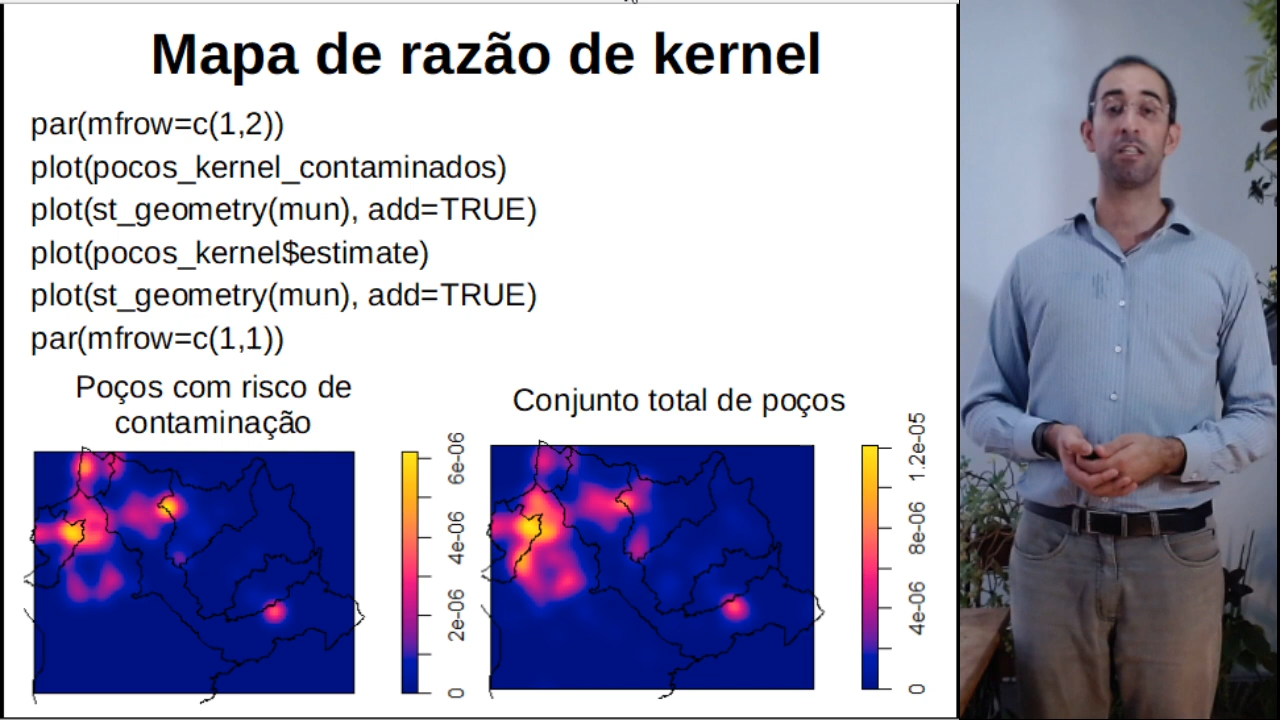 Mapa de razão de kernel
par(mfrow=c(1,2))
plot(pocos_kernel_contaminados)
plot(st_geometry(mun), add=TRUE)
plot(pocos_kernel$estimate)
plot(st_geometry(mun), add=TRUE)
par(mfrow=c(1,1))
Poços com risco de
contaminação
Conjunto total de poços
6e-06
4e-06
2e-06
0
1.2e-05
8e-06
4e-06
0